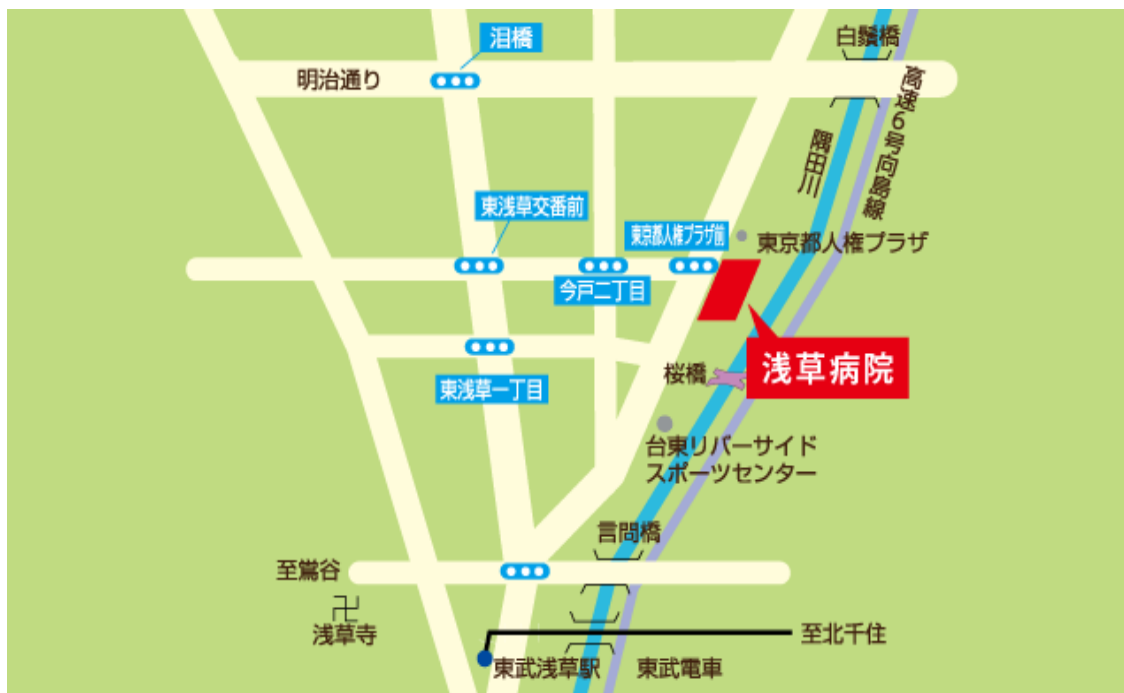 泪橋
白鬚橋
明治通り
高速6号向島線
隅田川
東浅草交番前
東京都人権プラザ前
東京都人権プラザ
今戸二丁目
浅草病院
桜橋
東浅草一丁目
台東リバーサイド
スポーツセンター
言問橋
至鴬谷
卍
浅草寺
至北千住
東武浅草駅
東武電車